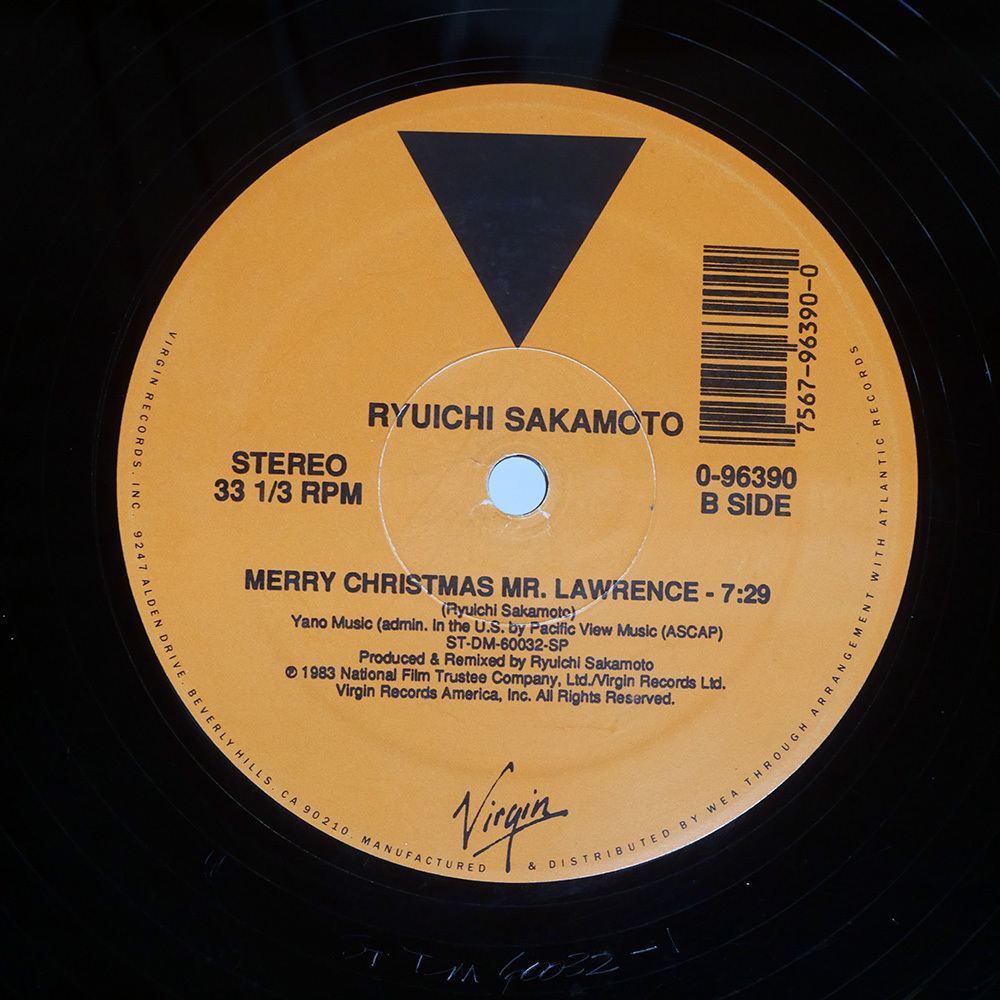 RYUICHI SAKAMOTO
STEREO
33 1/3 RPM
7567-96390-0
0-96390
B SIDE
MERRY CHRISTMAS MR. LAWRENCE - 7:29
(Ryuichi Sakamoto)
Yano Music (admin. In the U.S. by Pacific View Music (ASCAP)
ST-DM-60032-SP
Produced & Remixed by Ryuichi Sakamoto
℗ 1983 National Film Trustee Company, Ltd./Virgin Records Ltd.
Virgin Records America, Inc. All Rights Reserved.
Virgin
VIRGIN RECORDS, INC. 9247 ALDEN DRIVE, BEVERLY HILLS, CA 90210. MANUFACTURED & DISTRIBUTED BY WEA THROUGH ARRANGEMENT WITH ATLANTIC RECORDS
60032-1